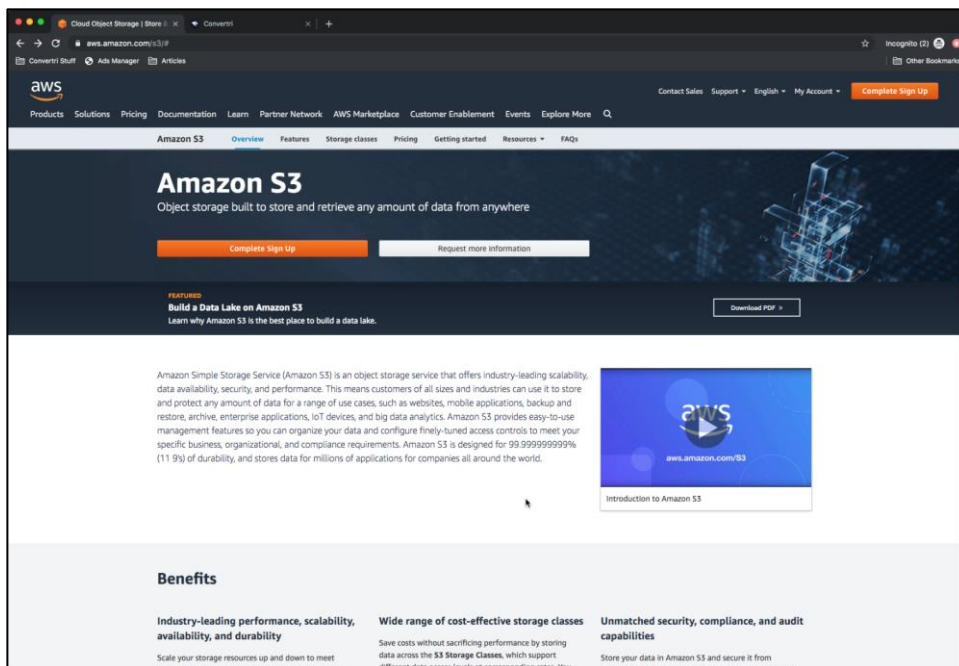 Cloud Object Storage | Store &
Convertri
aws.amazon.com/s3/#
Incognito (2)
Convertri Stuff Ads Manager Articles
Other Bookmarks
aws
Contact Sales Support English My Account Complete Sign Up
Products Solutions Pricing Documentation Learn Partner Network AWS Marketplace Customer Enablement Events Explore More
Amazon S3 Overview Features Storage classes Pricing Getting started Resources FAQs
Amazon S3
Object storage built to store and retrieve any amount of data from anywhere
Complete Sign Up Request more information
FEATURED
Build a Data Lake on Amazon S3
Learn why Amazon S3 is the best place to build a data lake.
Download PDF >
Amazon Simple Storage Service (Amazon S3) is an object storage service that offers industry-leading scalability,
data availability, security, and performance. This means customers of all sizes and industries can use it to store
and protect any amount of data for a range of use cases, such as websites, mobile applications, backup and
restore, archive, enterprise applications, IoT devices, and big data analytics. Amazon S3 provides easy-to-use
management features so you can organize your data and configure finely-tuned access controls to meet your
specific business, organizational, and compliance requirements. Amazon S3 is designed for 99.999999999%
(11 9's) of durability, and stores data for millions of applications for companies all around the world.
aws
aws.amazon.com/S3
Introduction to Amazon S3
Benefits
Industry-leading performance, scalability,
availability, and durability
Scale your storage resources up and down to meet
Wide range of cost-effective storage classes
Save costs without sacrificing performance by storing
data across the S3 Storage Classes, which support
Unmatched security, compliance, and audit
capabilities
Store your data in Amazon S3 and secure it from